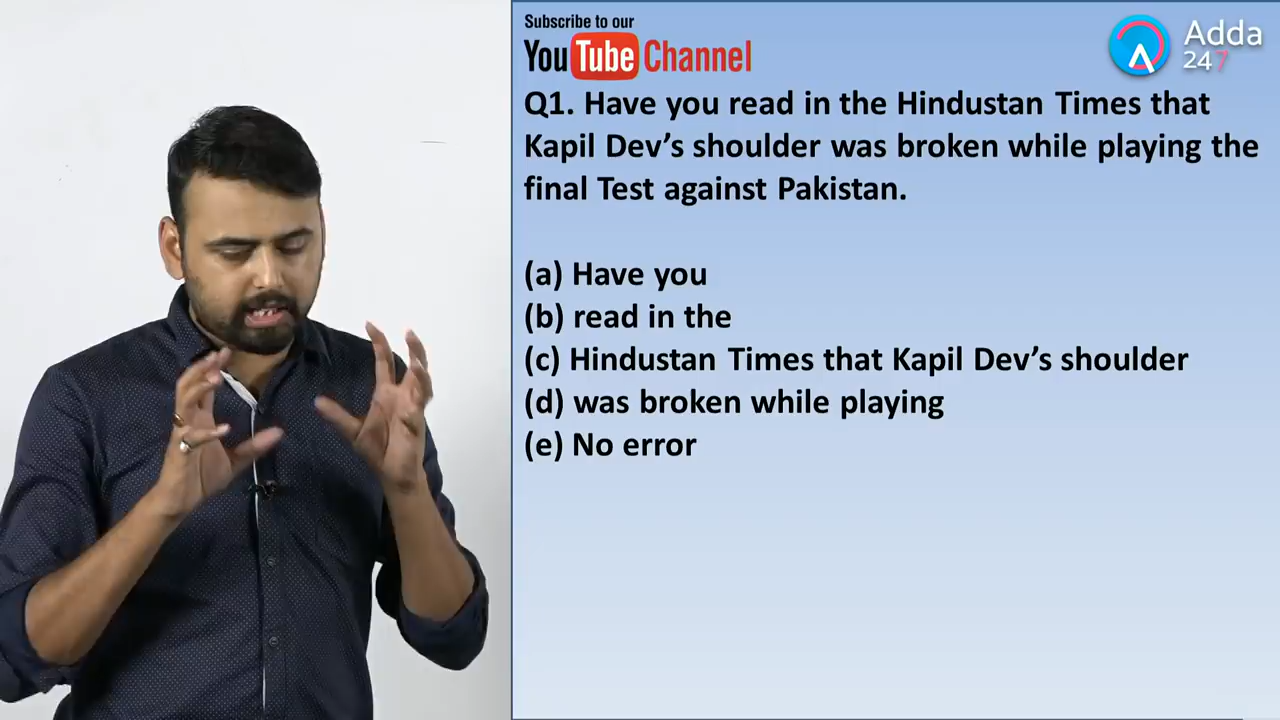 Subscribe to our
YouTube Channel
Adda
247
Q1. Have you read in the Hindustan Times that
Kapil Dev’s shoulder was broken while playing the
final Test against Pakistan.
(a) Have you
(b) read in the
(c) Hindustan Times that Kapil Dev’s shoulder
(d) was broken while playing
(e) No error